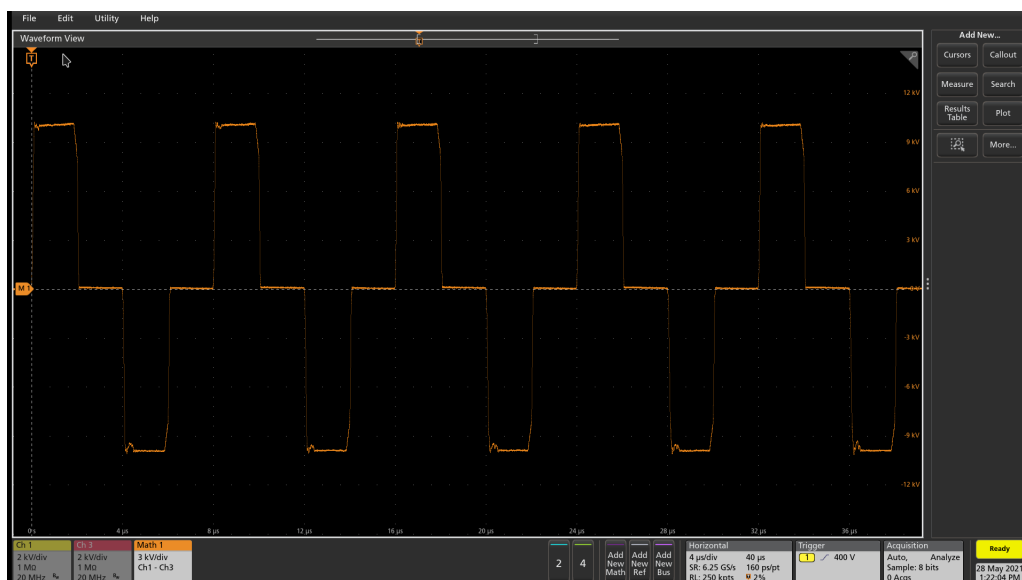 File Edit Utility Help
Waveform View
Add New...
T
Cursors Callout
Measure Search
Results Table Plot
More...
12 kV
9 kV
6 kV
3 kV
M 1
0 V
-3 kV
-6 kV
-9 kV
-12 kV
0 s 4 µs 8 µs 12 µs 16 µs 20 µs 24 µs 28 µs 32 µs 36 µs
Ch 1
2 kV/div
1 MΩ
20 MHz
Ch 3
2 kV/div
1 MΩ
20 MHz
Math 1
3 kV/div
Ch1 - Ch3
2 4
Add New Math
Add New Ref
Add New Bus
Horizontal
4 µs/div 40 µs
SR: 6.25 GS/s 160 ps/pt
RL: 250 kpts 2%
Trigger
1 400 V
Acquisition
Auto, Analyze
Sample: 8 bits
0 Acqs
Ready
28 May 2021
1:22:04 PM